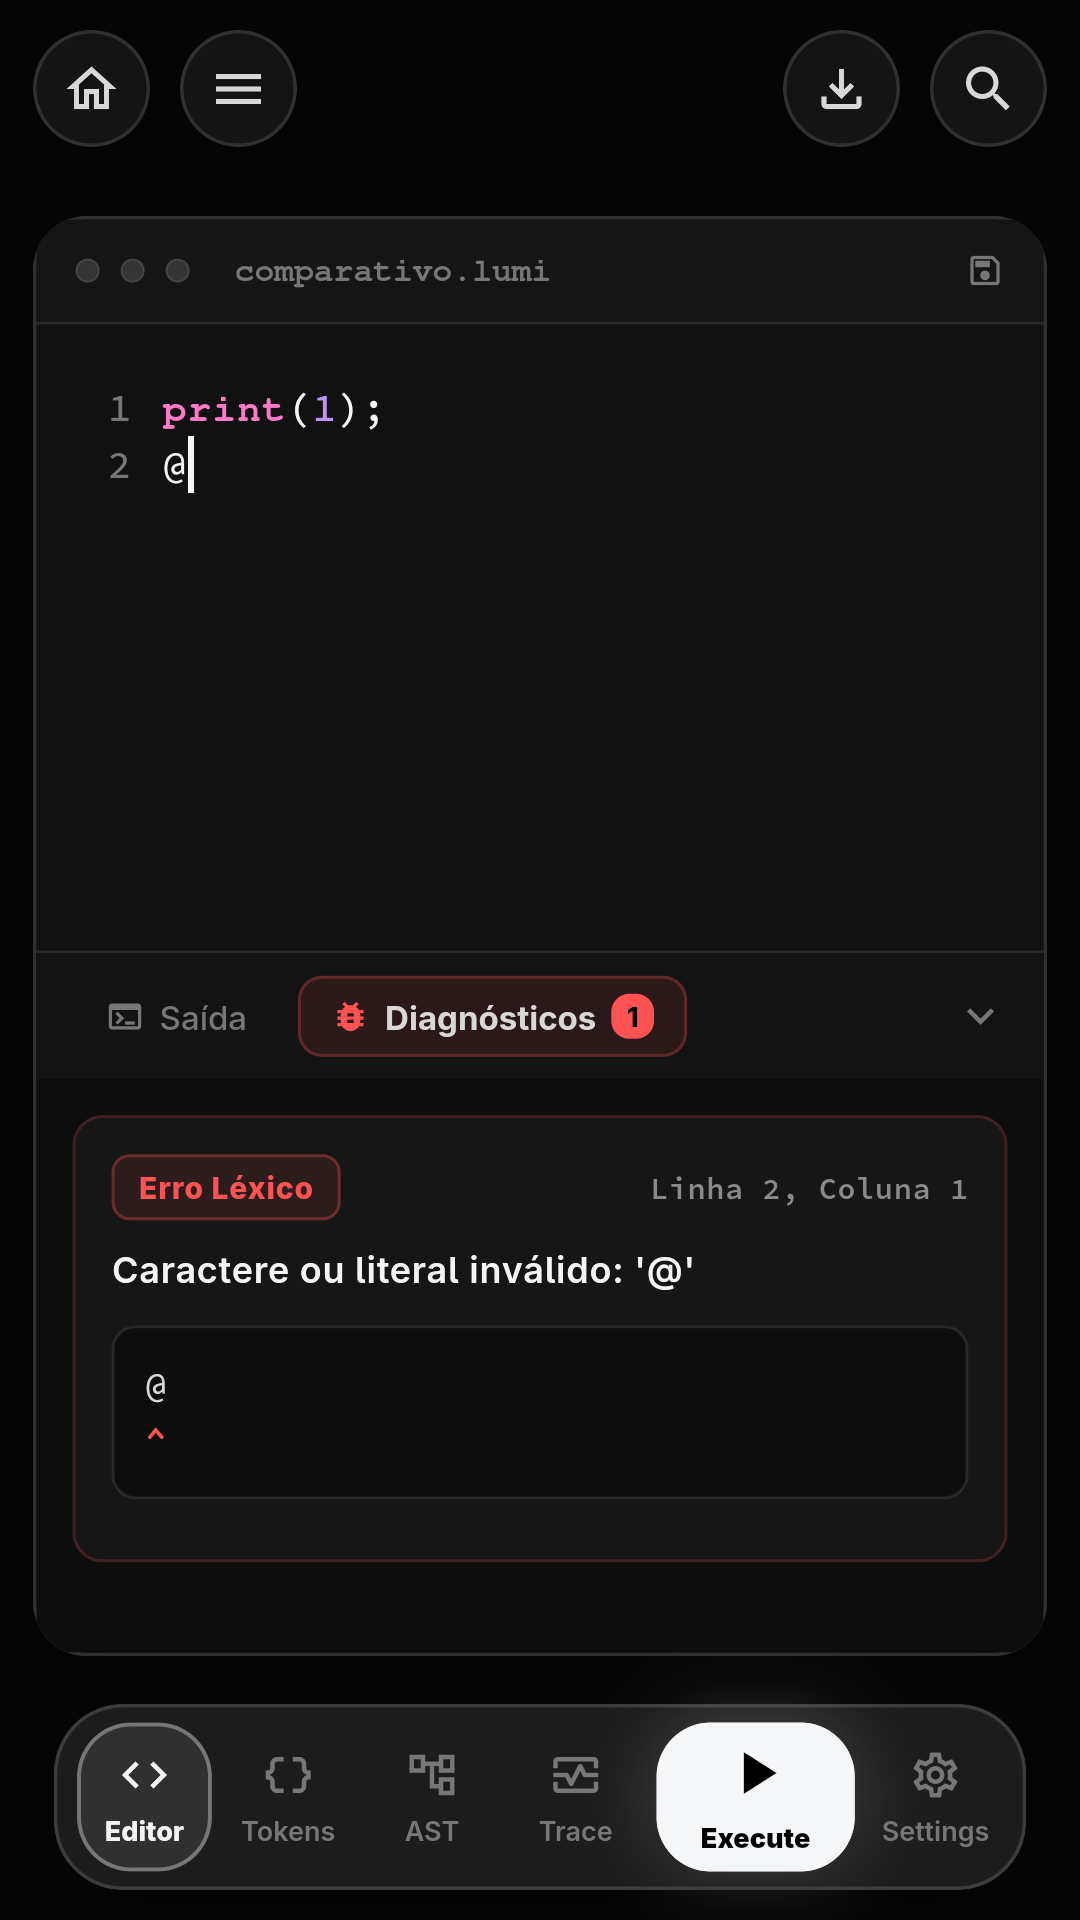 comparativo.lumi
1 print(1);
2 @
Saída Diagnósticos 1
Erro Léxico Linha 2, Coluna 1
Caractere ou literal inválido: '@'
@
^
Editor Tokens AST Trace Execute Settings